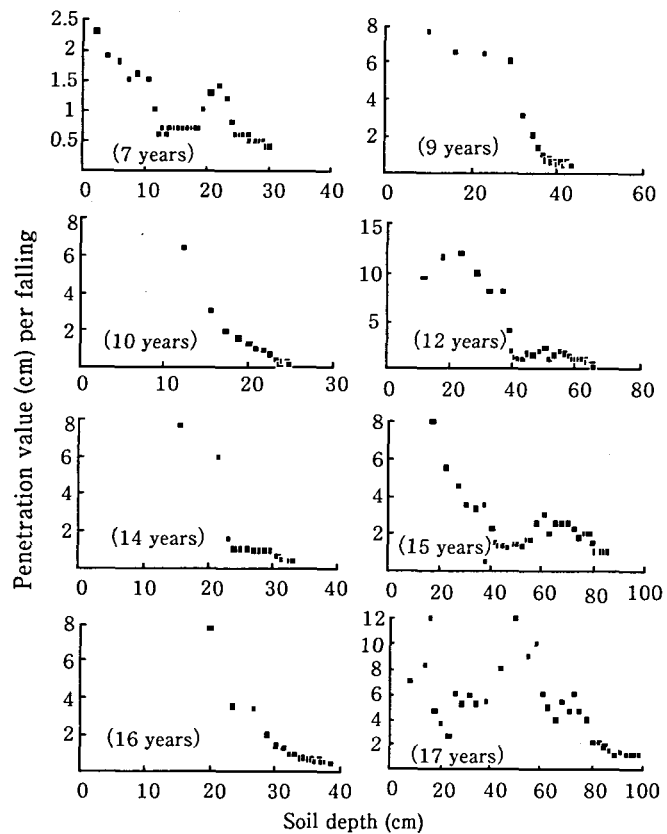 Penetration value (cm) per falling
2.5
2
1.5
1
0.5
(7 years)
0 10 20 30 40
8
6
4
2
(9 years)
0 20 40 60
8
6
4
2
(10 years)
0 10 20 30
15
10
5
(12 years)
0 20 40 60 80
8
6
4
2
(14 years)
0 10 20 30 40
8
6
4
2
(15 years)
0 20 40 60 80 100
8
6
4
2
(16 years)
0 10 20 30 40
12
10
8
6
4
2
(17 years)
0 20 40 60 80 100
Soil depth (cm)